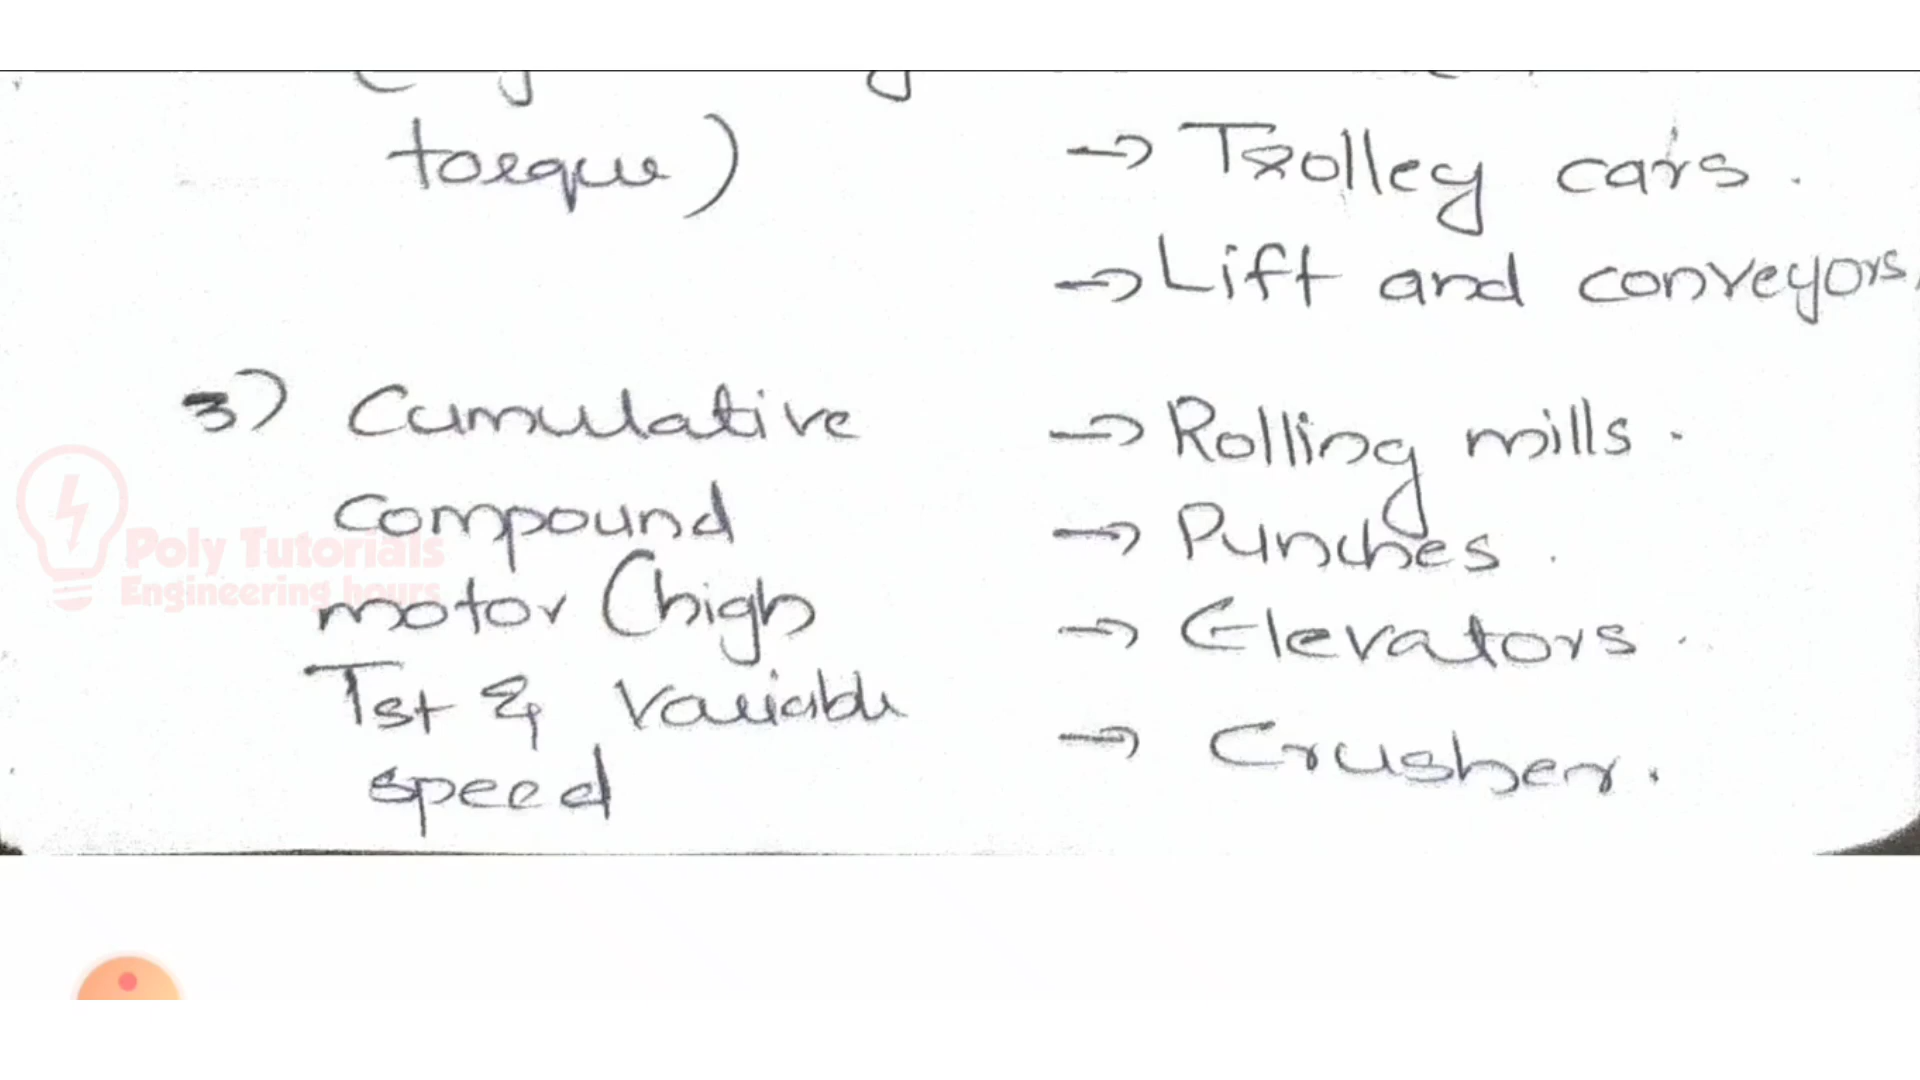 torque)
→ Trolley cars.
→ Lift and conveyors,
3) Cumulative
compound
motor (high
Tst & variable
speed
→ Rolling mills.
→ Punches.
→ Elevators.
→ Crusher.
Poly Tutorials
Engineering hours